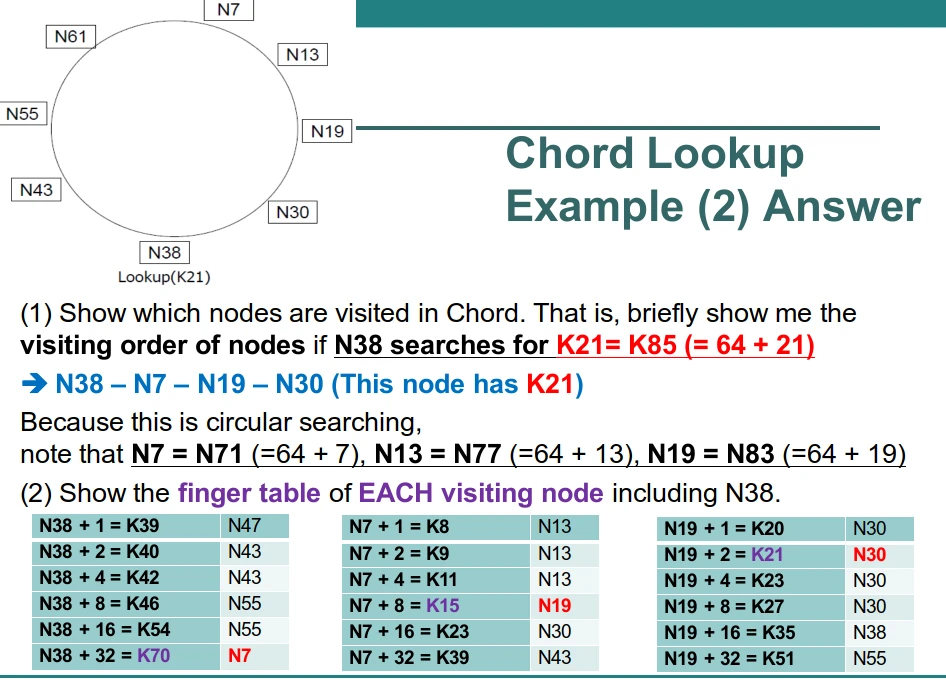 N7
N61
N13
N55
N19
N43
N30
N38
Lookup(K21)
Chord Lookup
Example (2) Answer
(1) Show which nodes are visited in Chord. That is, briefly show me the
visiting order of nodes if N38 searches for K21= K85 (= 64 + 21)
➔ N38 – N7 – N19 – N30 (This node has K21)
Because this is circular searching,
note that N7 = N71 (=64 + 7), N13 = N77 (=64 + 13), N19 = N83 (=64 + 19)
(2) Show the finger table of EACH visiting node including N38.
N38 + 1 = K39 N47
N38 + 2 = K40 N43
N38 + 4 = K42 N43
N38 + 8 = K46 N55
N38 + 16 = K54 N55
N38 + 32 = K70 N7
N7 + 1 = K8 N13
N7 + 2 = K9 N13
N7 + 4 = K11 N13
N7 + 8 = K15 N19
N7 + 16 = K23 N30
N7 + 32 = K39 N43
N19 + 1 = K20 N30
N19 + 2 = K21 N30
N19 + 4 = K23 N30
N19 + 8 = K27 N30
N19 + 16 = K35 N38
N19 + 32 = K51 N55